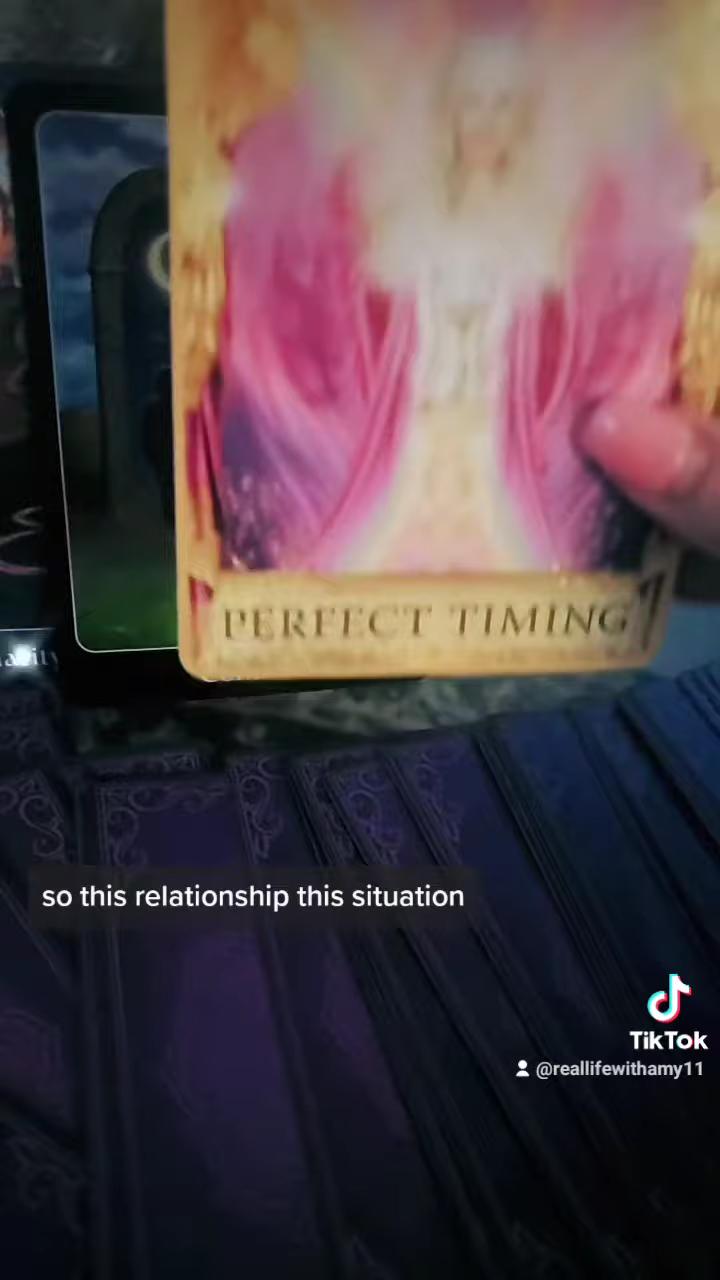 PERFECT TIMING
so this relationship this situation
TikTok
@reallifewithamy11